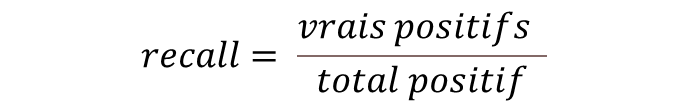 recall = vrais positifs
total positif